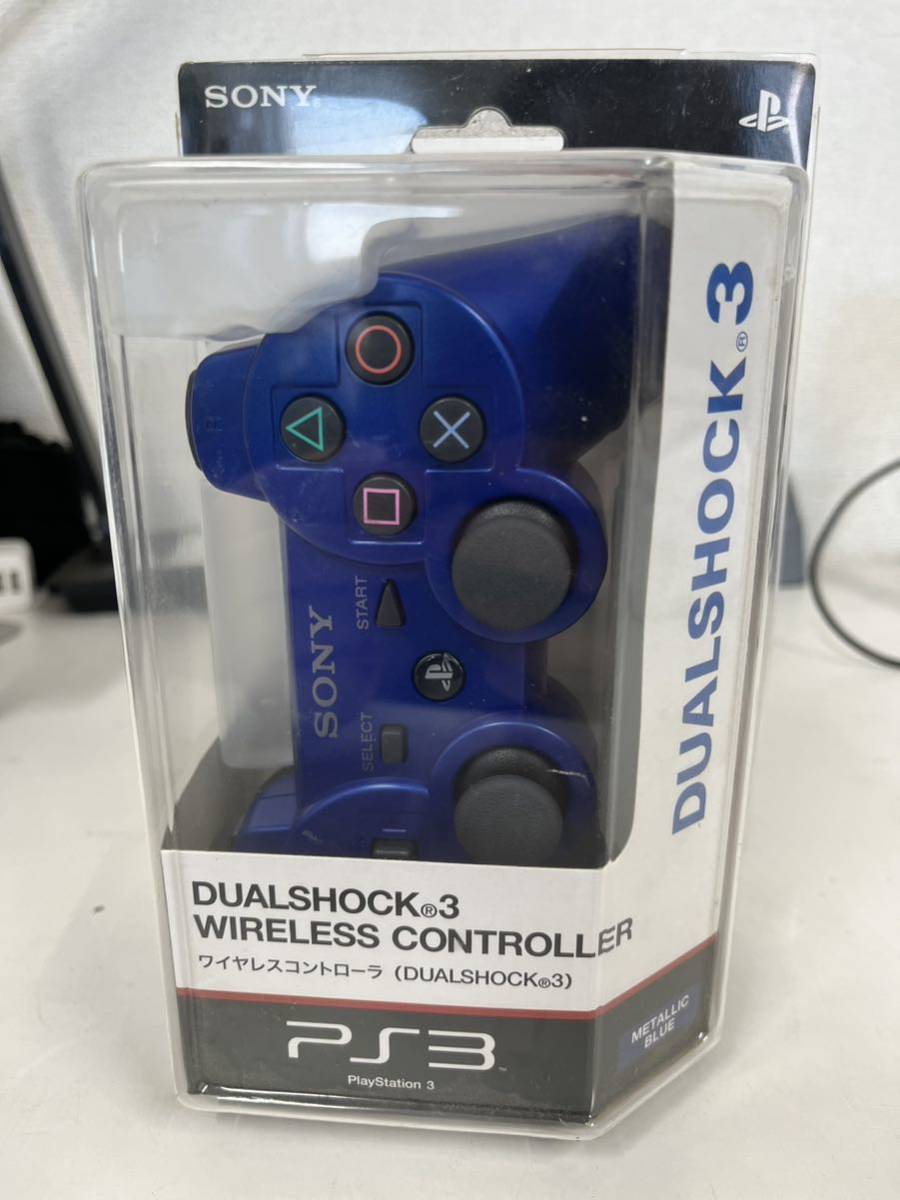 SONY
DUALSHOCK®3
START
SONY
SELECT
DUALSHOCK®3
WIRELESS CONTROLLER
ワイヤレスコントローラ (DUALSHOCK®3)
METALLIC
BLUE
PS3™
PlayStation 3